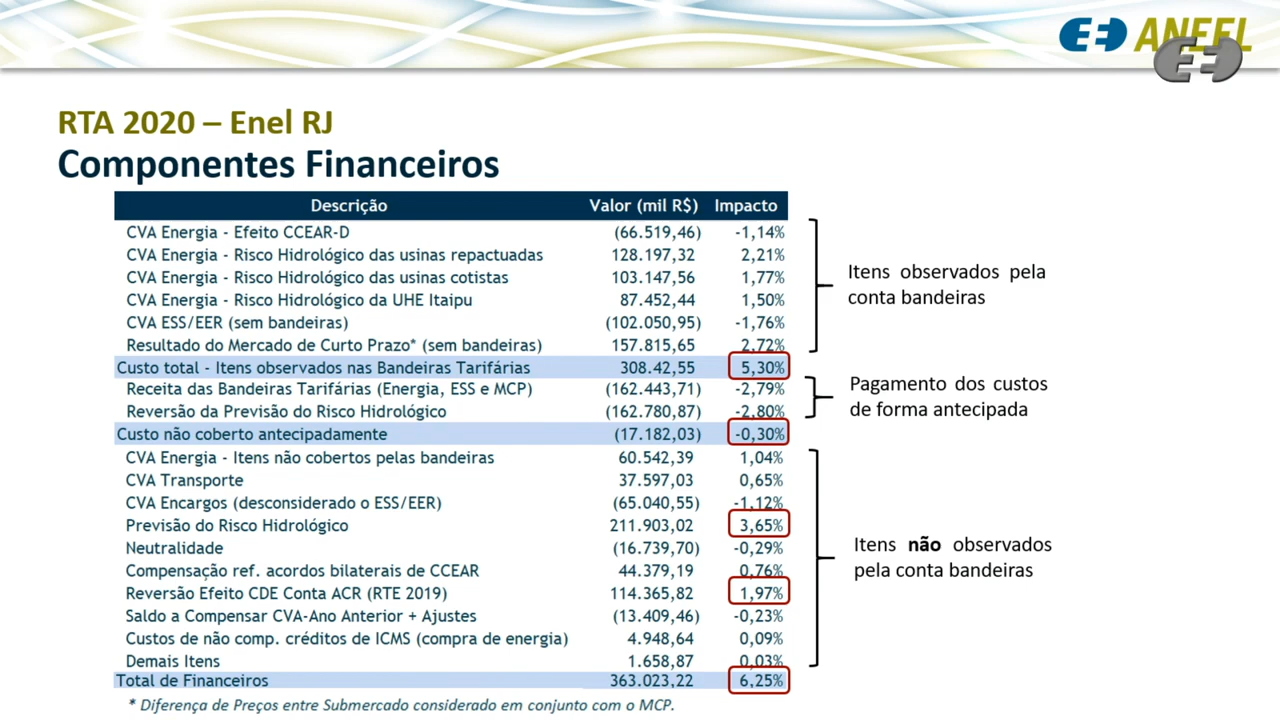 ANEEL
RTA 2020 – Enel RJ
Componentes Financeiros
Descrição Valor (mil R$) Impacto
CVA Energia - Efeito CCEAR-D (66.519,46) -1,14%
CVA Energia - Risco Hidrológico das usinas repactuadas 128.197,32 2,21%
CVA Energia - Risco Hidrológico das usinas cotistas 103.147,56 1,77%
CVA Energia - Risco Hidrológico da UHE Itaipu 87.452,44 1,50%
CVA ESS/EER (sem bandeiras) (102.050,95) -1,76%
Resultado do Mercado de Curto Prazo* (sem bandeiras) 157.815,65 2,72%
Custo total - Itens observados nas Bandeiras Tarifárias 308.42,55 5,30%
Receita das Bandeiras Tarifárias (Energia, ESS e MCP) (162.443,71) -2,79%
Reversão da Previsão do Risco Hidrológico (162.780,87) -2,80%
Custo não coberto antecipadamente (17.182,03) -0,30%
CVA Energia - Itens não cobertos pelas bandeiras 60.542,39 1,04%
CVA Transporte 37.597,03 0,65%
CVA Encargos (desconsiderado o ESS/EER) (65.040,55) -1,12%
Previsão do Risco Hidrológico 211.903,02 3,65%
Neutralidade (16.739,70) -0,29%
Compensação ref. acordos bilaterais de CCEAR 44.379,19 0,76%
Reversão Efeito CDE Conta ACR (RTE 2019) 114.365,82 1,97%
Saldo a Compensar CVA-Ano Anterior + Ajustes (13.409,46) -0,23%
Custos de não comp. créditos de ICMS (compra de energia) 4.948,64 0,09%
Demais Itens 1.658,87 0,03%
Total de Financeiros 363.023,22 6,25%
* Diferença de Preços entre Submercado considerado em conjunto com o MCP.
Itens observados pela
conta bandeiras
Pagamento dos custos
de forma antecipada
Itens não observados
pela conta bandeiras